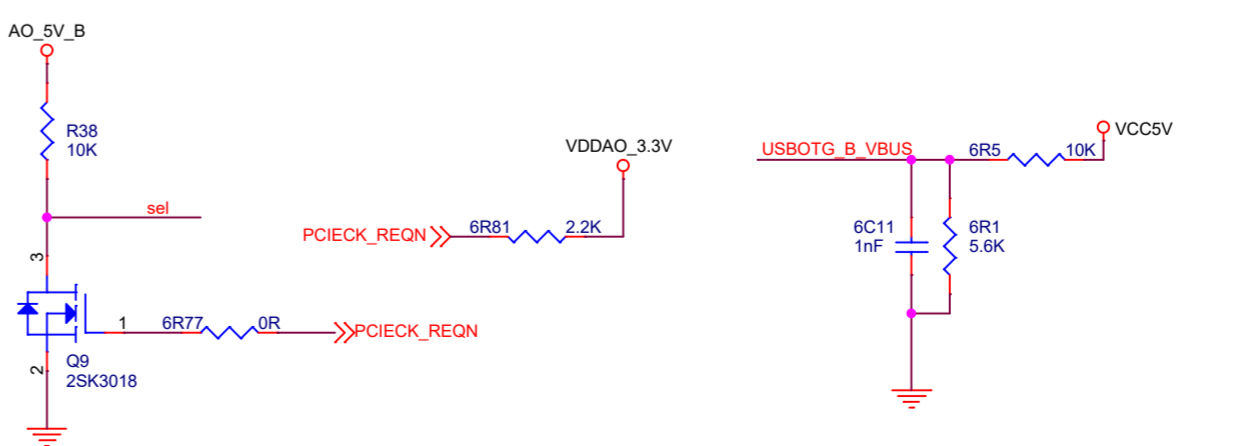 AO_5V_B
R38
10K
sel
3
1
6R77
0R
PCIECK_REQN
Q9
2SK3018
2
VDDAO_3.3V
PCIECK_REQN
6R81
2.2K
USBOTG_B_VBUS
6R5
10K
VCC5V
6C11
1nF
6R1
5.6K